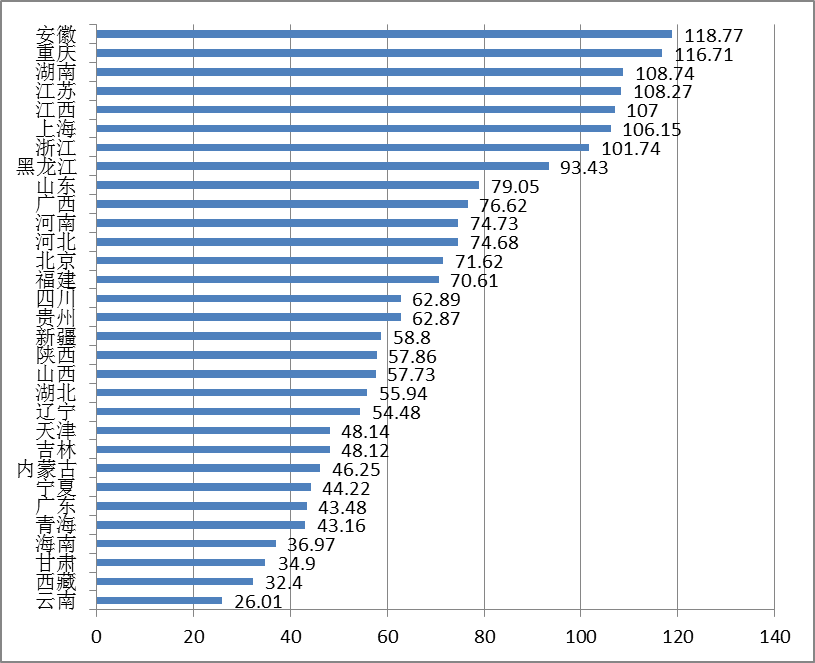 安徽 118.77
重庆 116.71
湖南 108.74
江苏 108.27
江西 107
上海 106.15
浙江 101.74
黑龙江 93.43
山东 79.05
广西 76.62
河南 74.73
河北 74.68
北京 71.62
福建 70.61
四川 62.89
贵州 62.87
新疆 58.8
陕西 57.86
山西 57.73
湖北 55.94
辽宁 54.48
天津 48.14
吉林 48.12
内蒙古 46.25
宁夏 44.22
广东 43.48
青海 43.16
海南 36.97
甘肃 34.9
西藏 32.4
云南 26.01
0 20 40 60 80 100 120 140